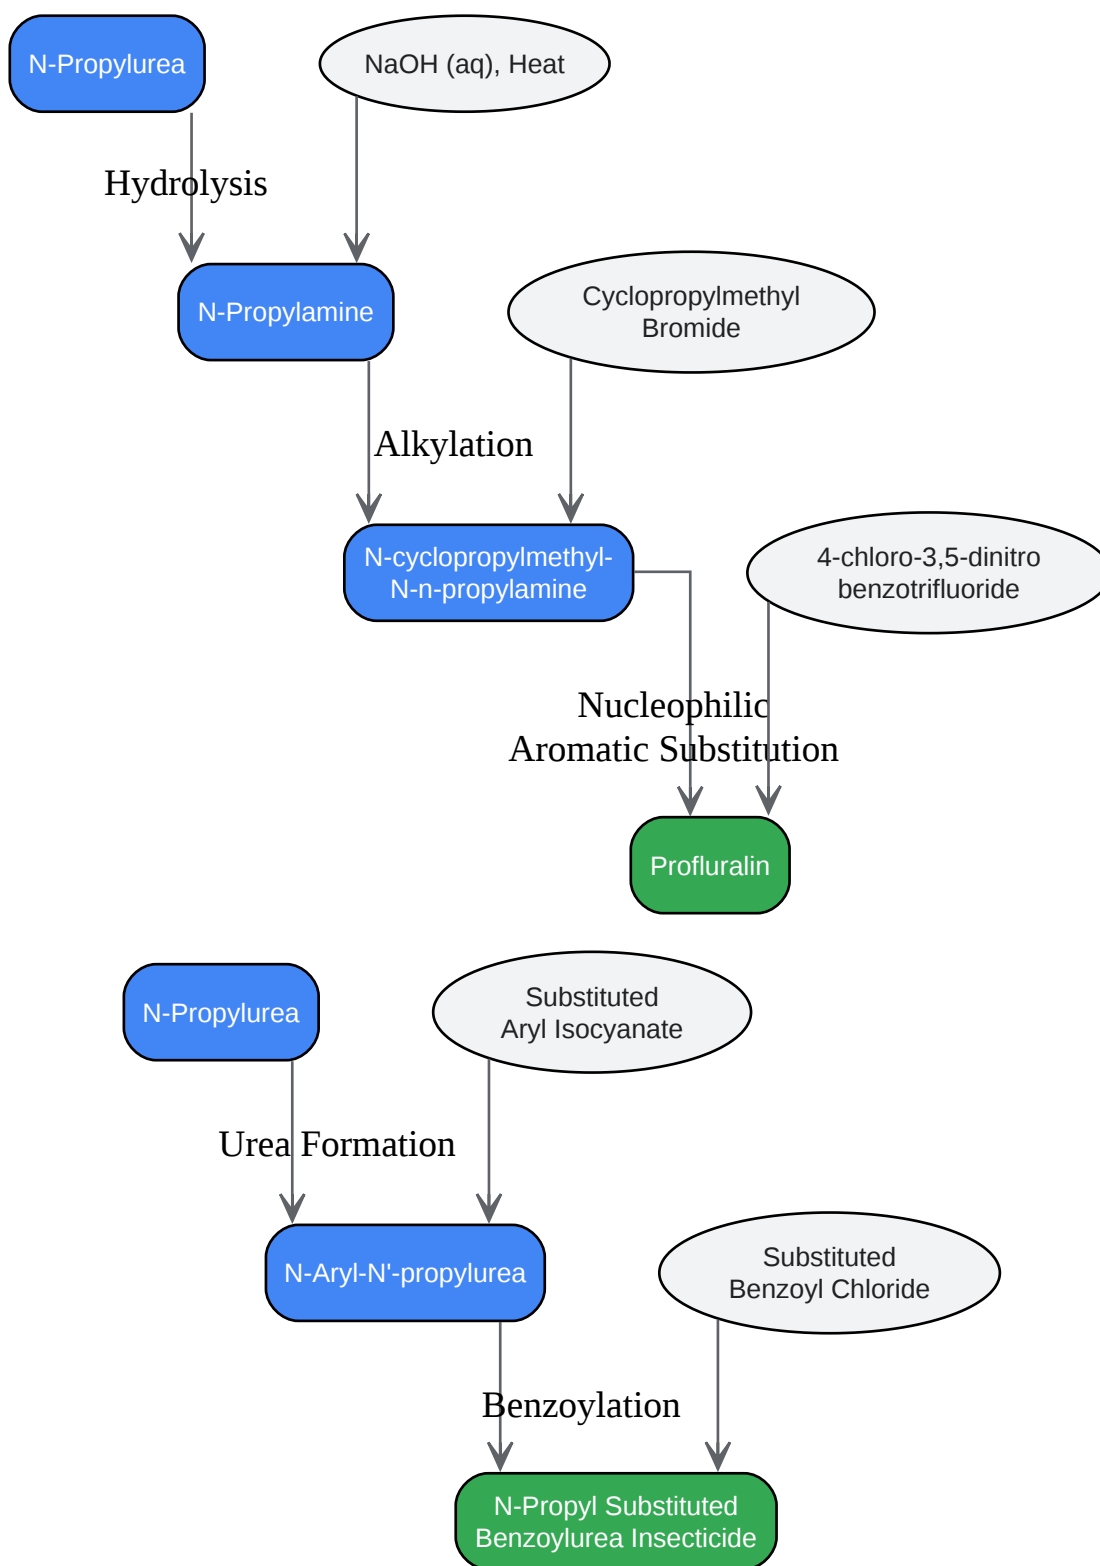 N-Propylurea
NaOH (aq), Heat
Hydrolysis
N-Propylamine
Cyclopropylmethyl
Bromide
Alkylation
N-cyclopropylmethyl-
N-n-propylamine
4-chloro-3,5-dinitro
benzotrifluoride
Nucleophilic
Aromatic Substitution
Profluralin
N-Propylurea
Substituted
Aryl Isocyanate
Urea Formation
N-Aryl-N'-propylurea
Substituted
Benzoyl Chloride
Benzoylation
N-Propyl Substituted
Benzoylurea Insecticide